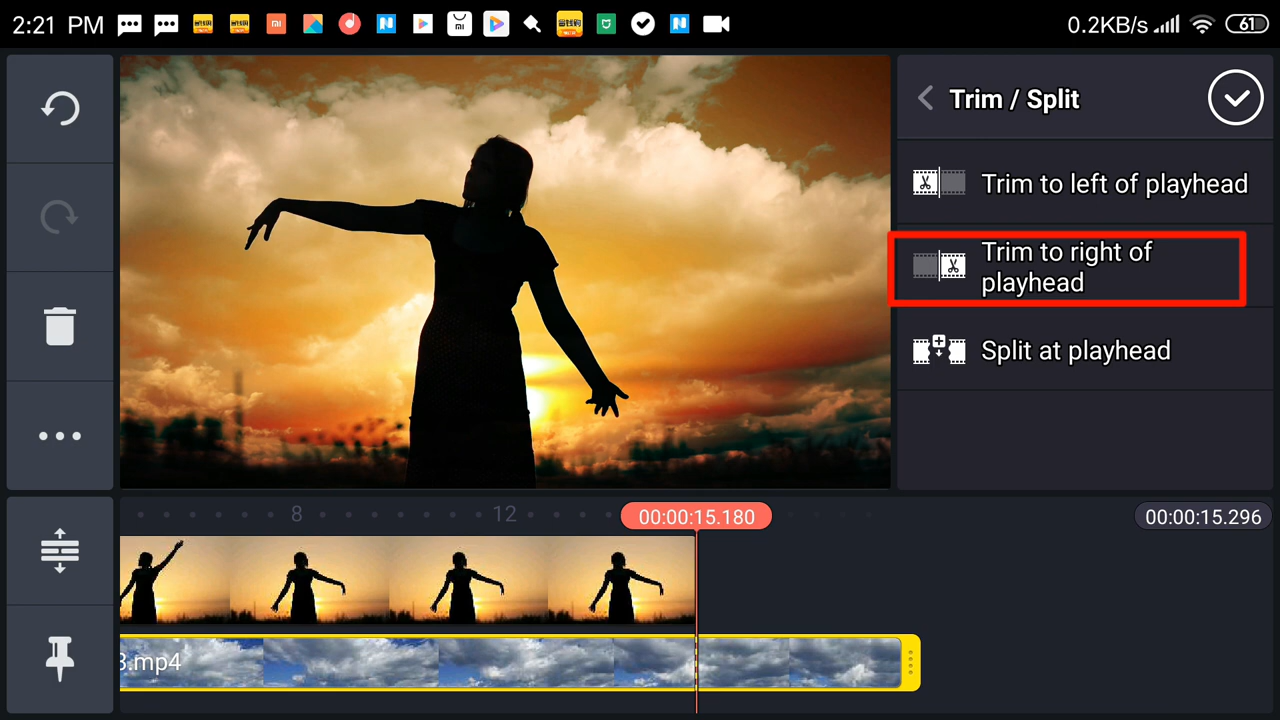 2:21 PM
0.2KB/s
61
Trim / Split
Trim to left of playhead
Trim to right of
playhead
Split at playhead
8
12
00:00:15.180
00:00:15.296
3.mp4